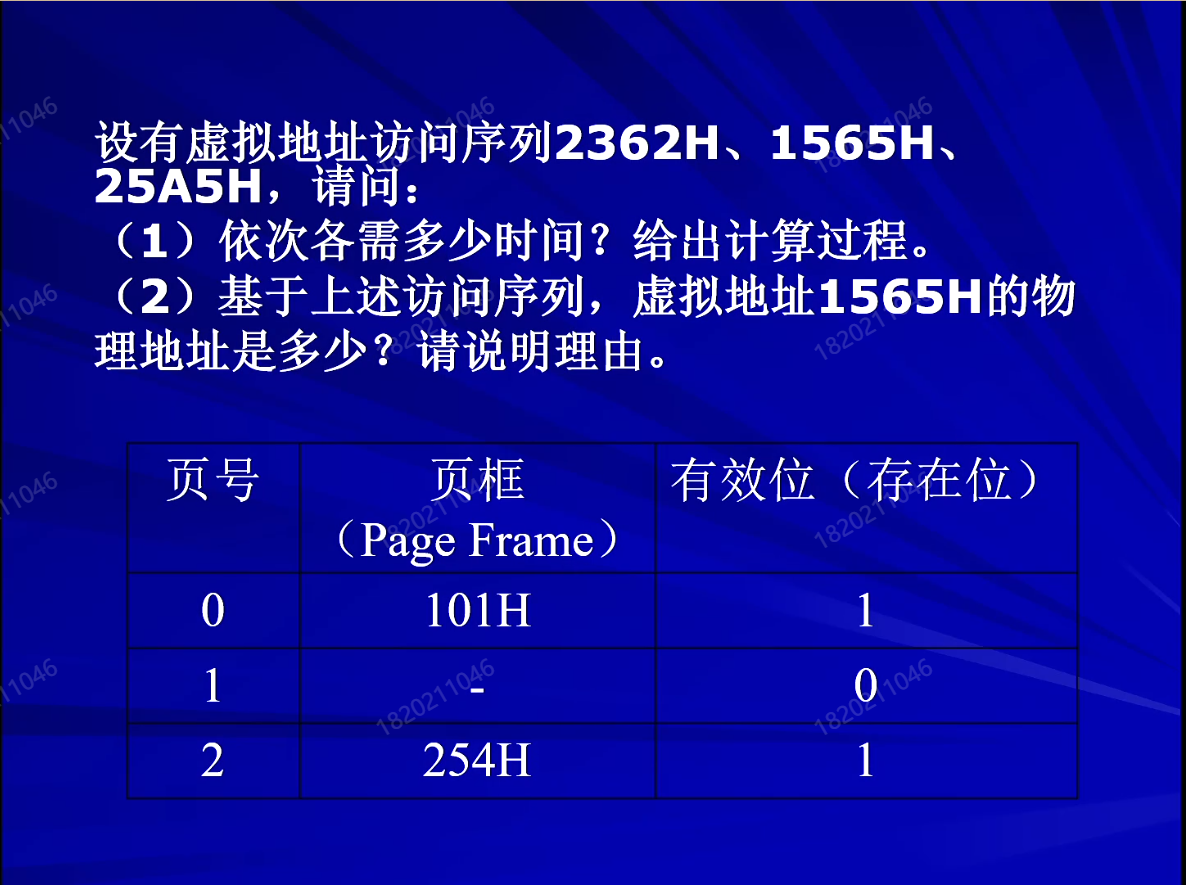 设有虚拟地址访问序列2362H、1565H、
25A5H，请问：
（1）依次各需多少时间？给出计算过程。
（2）基于上述访问序列，虚拟地址1565H的物
理地址是多少？请说明理由。
页号 页框 有效位（存在位）
（Page Frame）
0 101H 1
1 - 0
2 254H 1
1820211046